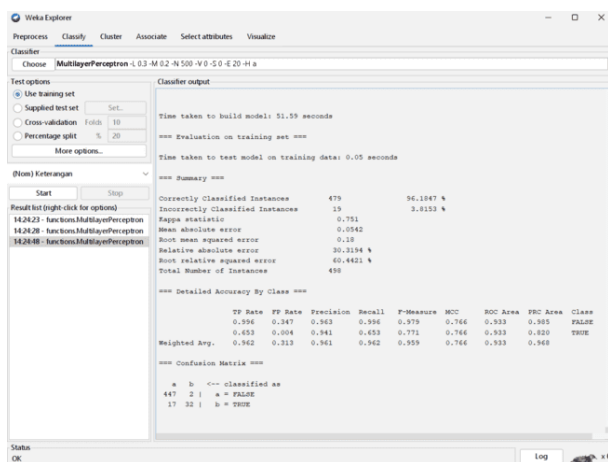 Weka Explorer
Preprocess Classify Cluster Associate Select attributes Visualize
Classifier
Choose MultilayerPerceptron -L 0.3 -M 0.2 -N 500 -V 0 -S 0 -E 20 -H a
Test options
Use training set
Supplied test set Set...
Cross-validation Folds 10
Percentage split % 20
More options...
(Nom) Keterangan
Start Stop
Result list (right-click for options)
14:24:23 - functions.MultilayerPerceptron
14:24:28 - functions.MultilayerPerceptron
14:24:48 - functions.MultilayerPerceptron
Classifier output
Time taken to build model: 51.59 seconds
=== Evaluation on training set ===
Time taken to test model on training data: 0.05 seconds
=== Summary ===
Correctly Classified Instances 479 96.1847 %
Incorrectly Classified Instances 19 3.8153 %
Kappa statistic 0.751
Mean absolute error 0.0542
Root mean squared error 0.18
Relative absolute error 30.3194 %
Root relative squared error 60.4421 %
Total Number of Instances 498
=== Detailed Accuracy By Class ===
TP Rate FP Rate Precision Recall F-Measure MCC ROC Area PRC Area Class
0.996 0.347 0.963 0.996 0.979 0.766 0.933 0.985 FALSE
0.653 0.004 0.941 0.653 0.771 0.766 0.933 0.820 TRUE
Weighted Avg. 0.962 0.313 0.961 0.962 0.959 0.766 0.933 0.968
=== Confusion Matrix ===
a b <-- classified as
447 2 | a = FALSE
17 32 | b = TRUE
Status
OK
Log